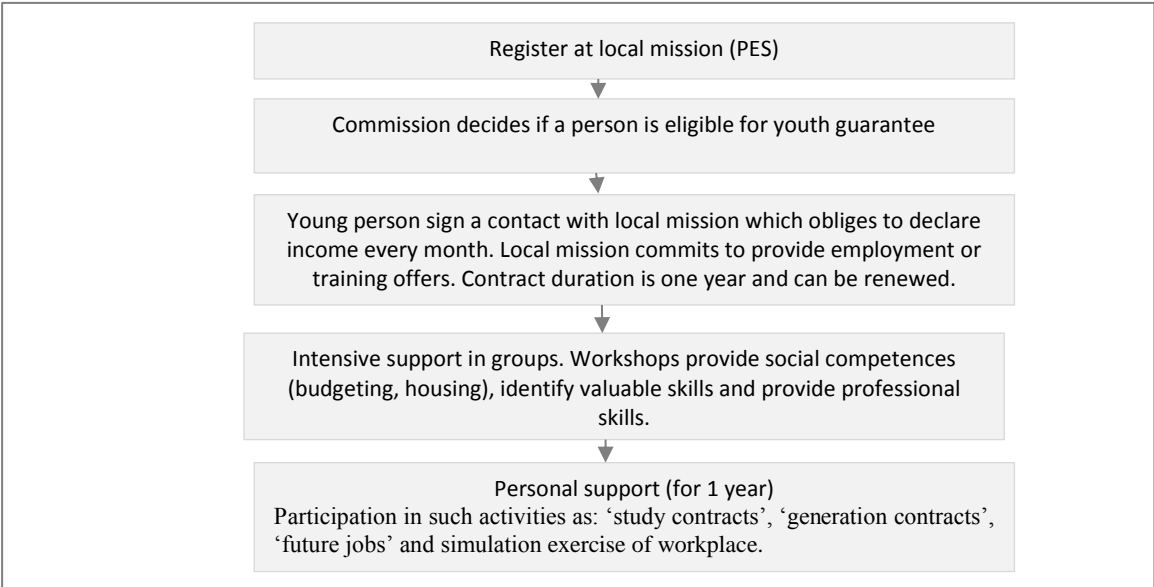 Register at local mission (PES)
Commission decides if a person is eligible for youth guarantee
Young person sign a contact with local mission which obliges to declare
income every month. Local mission commits to provide employment or
training offers. Contract duration is one year and can be renewed.
Intensive support in groups. Workshops provide social competences
(budgeting, housing), identify valuable skills and provide professional
skills.
Personal support (for 1 year)
Participation in such activities as: ‘study contracts’, ‘generation contracts’,
‘future jobs’ and simulation exercise of workplace.